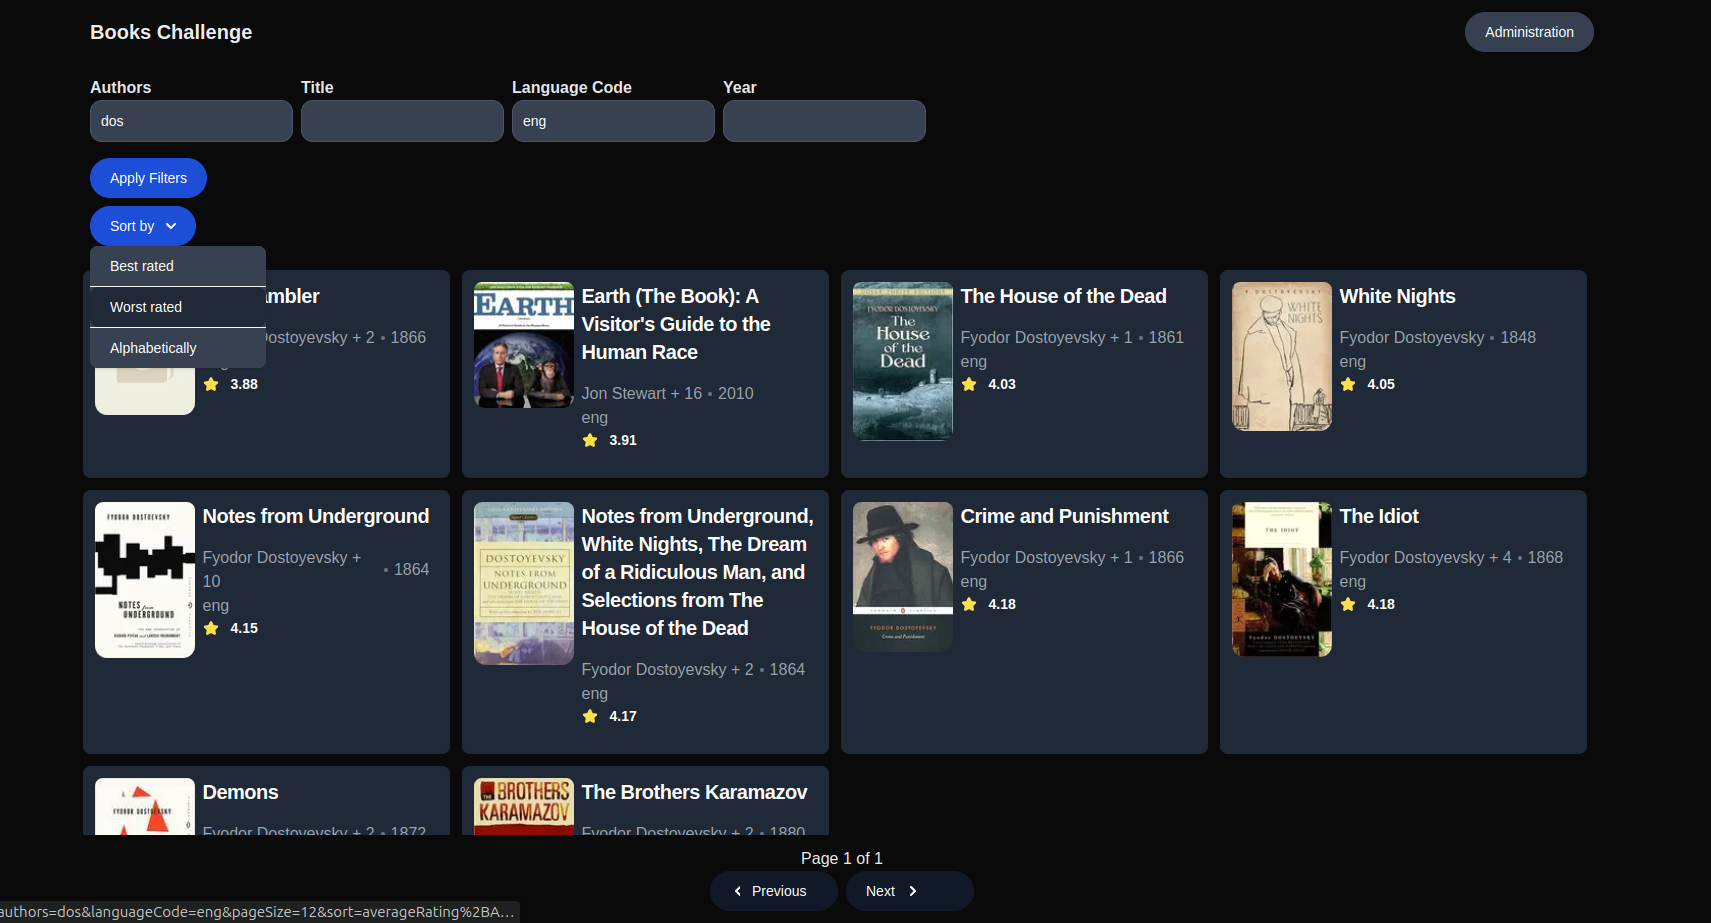 Books Challenge
Administration
Authors
Title
Language Code
Year
dos
eng
Apply Filters
Sort by
Best rated
Worst rated
Alphabetically
ambler
Dostoyevsky + 2 • 1866
3.88
EARTH
Earth (The Book): A
Visitor's Guide to the
Human Race
Jon Stewart + 16 • 2010
eng
3.91
FYODOR DOSTOYEVSKY
The
House
of the
Dead
The House of the Dead
Fyodor Dostoyevsky + 1 • 1861
eng
4.03
WHITE
NIGHTS
White Nights
Fyodor Dostoyevsky • 1848
eng
4.05
FYODOR DOSTOEVSKY
NOTES from
UNDERGROUND
Notes from Underground
Fyodor Dostoyevsky +
10
• 1864
eng
4.15
DOSTOYEVSKY
NOTES FROM
UNDERGROUND
Notes from Underground,
White Nights, The Dream
of a Ridiculous Man, and
Selections from The
House of the Dead
Fyodor Dostoyevsky + 2 • 1864
eng
4.17
FYODOR DOSTOYEVSKY
Crime and Punishment
Crime and Punishment
Fyodor Dostoyevsky + 1 • 1866
eng
4.18
THE IDIOT
Fyodor DOSTOEVSKY
The Idiot
Fyodor Dostoyevsky + 4 • 1868
eng
4.18
FYODOR DOSTOEVSKY
Demons
Fyodor Dostoyevsky + 2 • 1872
THE BROTHERS
KARAMAZOV
The Brothers Karamazov
Fyodor Dostoyevsky + 2 • 1880
Page 1 of 1
Previous
Next
authors=dos&languageCode=eng&pageSize=12&sort=averageRating%2BA...